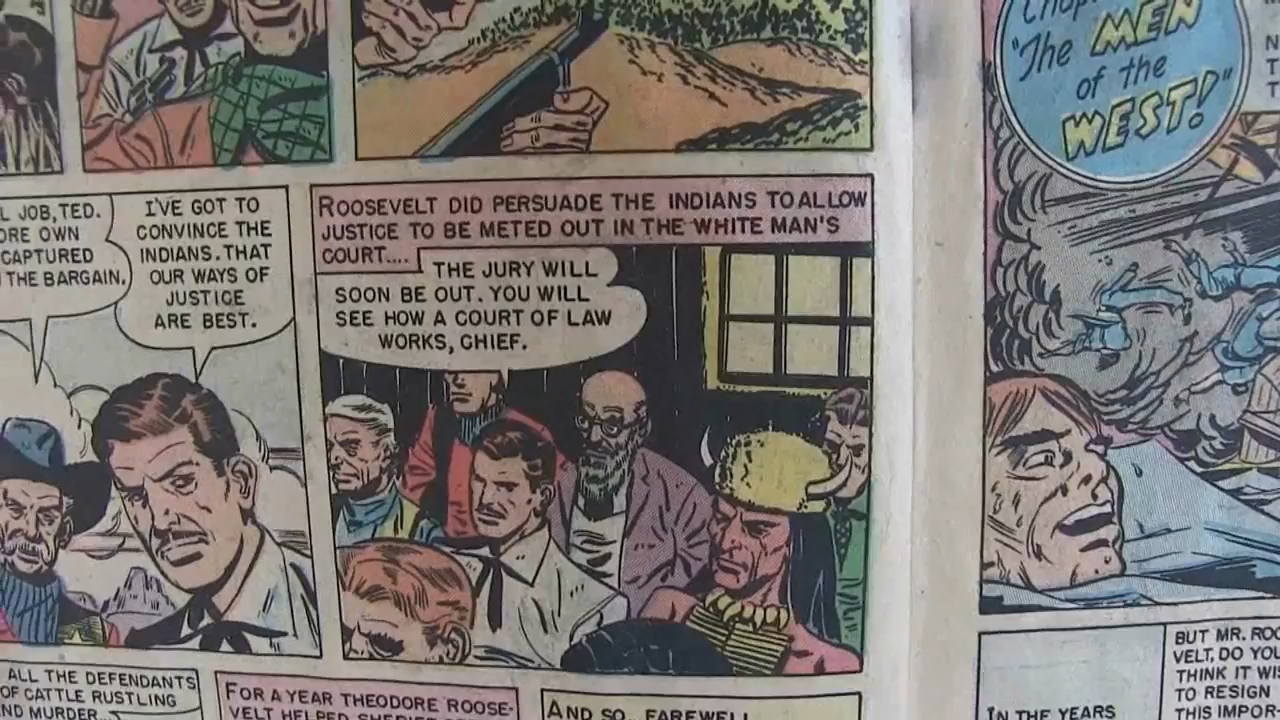 L JOB, TED.
ORE OWN
CAPTURED
THE BARGAIN.
I'VE GOT TO
CONVINCE THE
INDIANS. THAT
OUR WAYS OF
JUSTICE
ARE BEST.
ROOSEVELT DID PERSUADE THE INDIANS TO ALLOW
JUSTICE TO BE METED OUT IN THE WHITE MAN'S
COURT....
THE JURY WILL
SOON BE OUT. YOU WILL
SEE HOW A COURT OF LAW
WORKS, CHIEF.
ALL THE DEFENDANTS
OF CATTLE RUSTLING
ND MURDER...
FOR A YEAR THEODORE ROOSE-
VELT HELPED SHERIFF
AND SO.. FAREWELL
"The MEN
of the
WEST!"
IN THE YEARS
BUT MR. ROO
VELT, DO YOU
THINK IT WIS
TO RESIGN
THIS IMPOR-